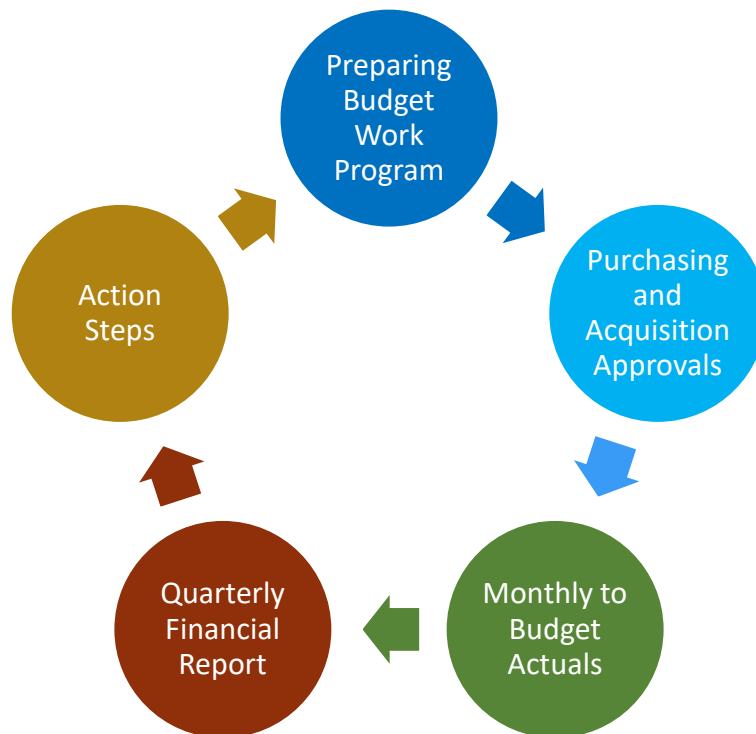 Preparing
Budget
Work
Program
Purchasing
and
Acquisition
Approvals
Monthly to
Budget
Actuals
Quarterly
Financial
Report
Action
Steps